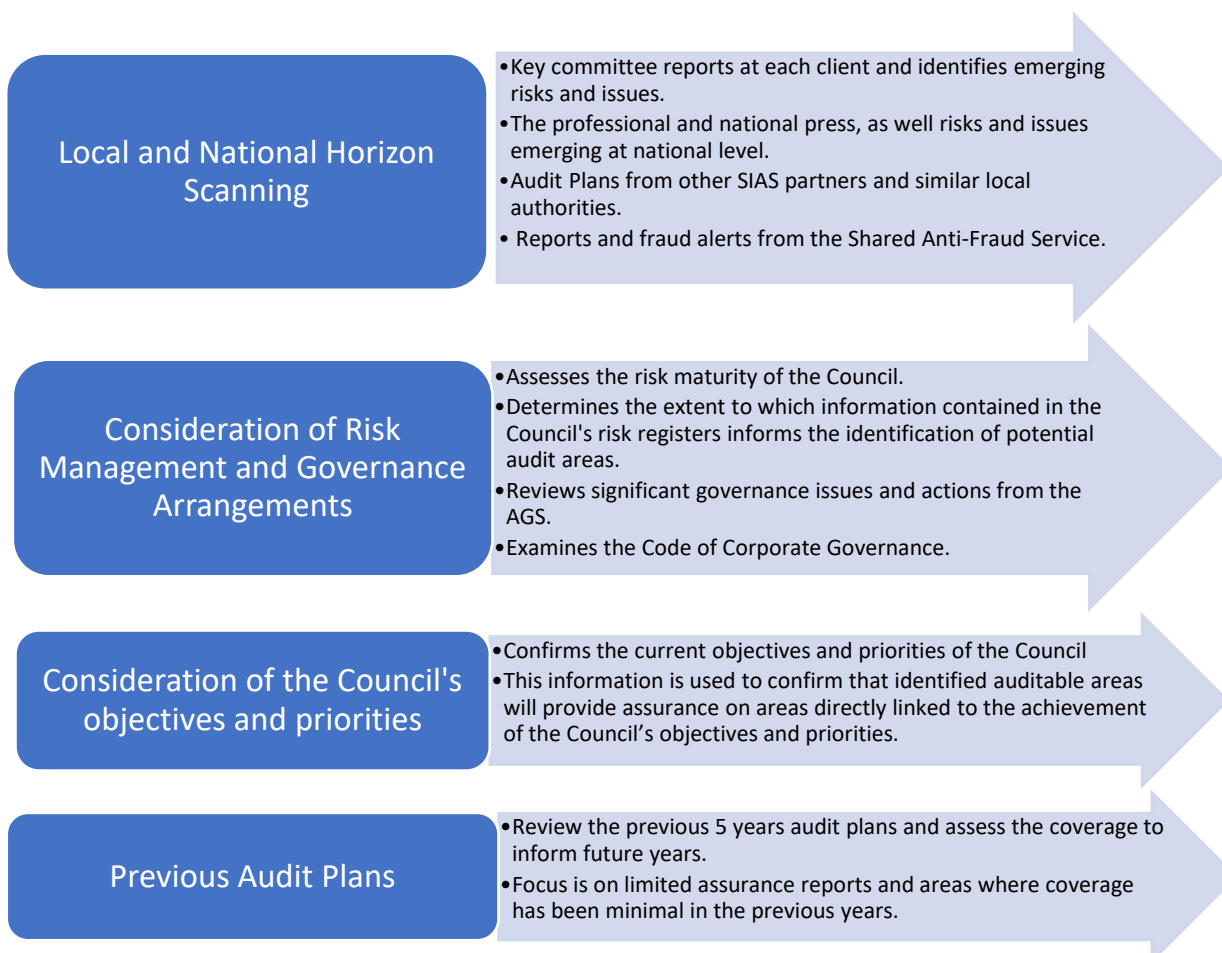 Local and National Horizon
Scanning
•Key committee reports at each client and identifies emerging
risks and issues.
•The professional and national press, as well risks and issues
emerging at national level.
•Audit Plans from other SIAS partners and similar local
authorities.
• Reports and fraud alerts from the Shared Anti-Fraud Service.
Consideration of Risk
Management and Governance
Arrangements
•Assesses the risk maturity of the Council.
•Determines the extent to which information contained in the
Council's risk registers informs the identification of potential
audit areas.
•Reviews significant governance issues and actions from the
AGS.
•Examines the Code of Corporate Governance.
Consideration of the Council's
objectives and priorities
•Confirms the current objectives and priorities of the Council
•This information is used to confirm that identified auditable areas
will provide assurance on areas directly linked to the achievement
of the Council’s objectives and priorities.
Previous Audit Plans
•Review the previous 5 years audit plans and assess the coverage to
inform future years.
•Focus is on limited assurance reports and areas where coverage
has been minimal in the previous years.